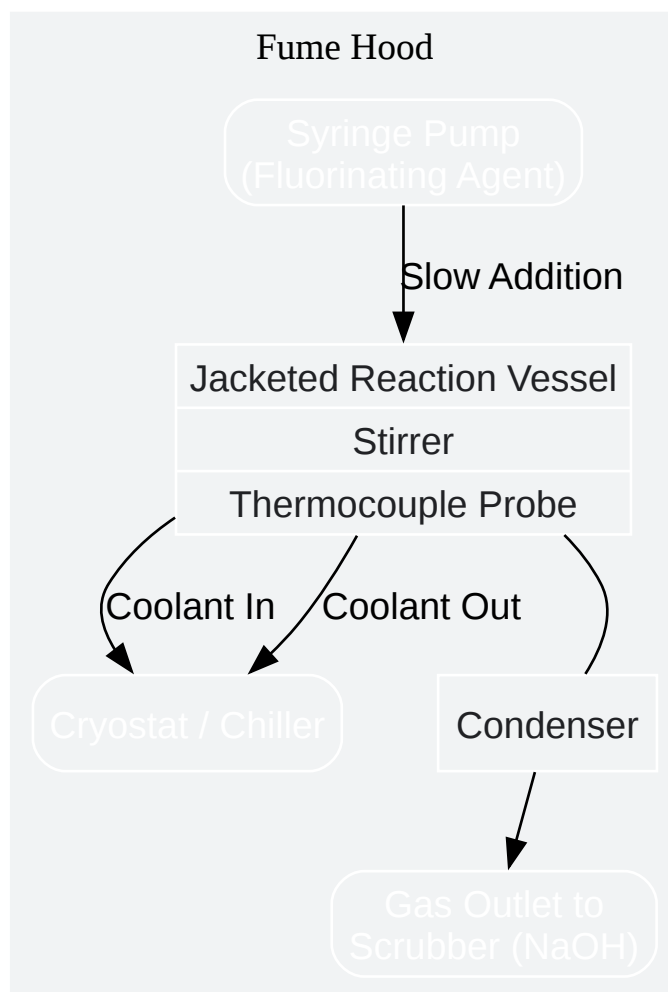 Fume Hood
Syringe Pump
(Fluorinating Agent)
Slow Addition
Jacketed Reaction Vessel
Stirrer
Thermocouple Probe
Coolant In
Coolant Out
Cryostat / Chiller
Condenser
Gas Outlet to
Scrubber (NaOH)